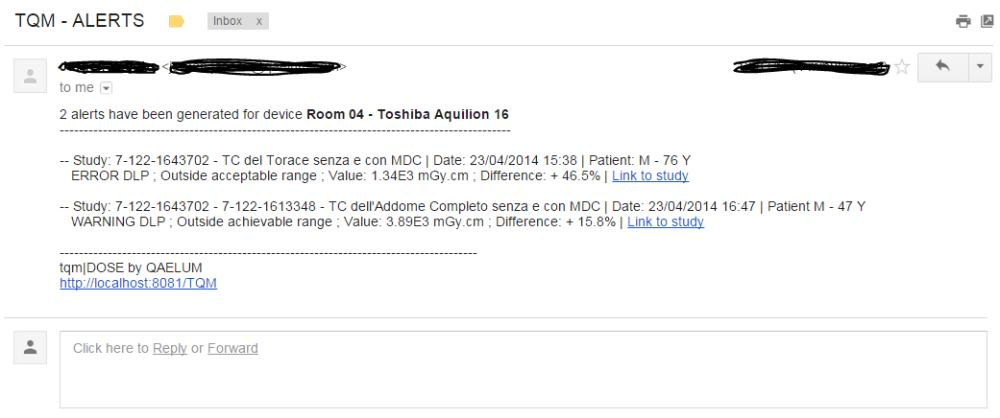 TQM - ALERTS
Inbox x
to me
2 alerts have been generated for device Room 04 - Toshiba Aquilion 16
-----------------------------------------------------------------------------------------------
-- Study: 7-122-1643702 - TC del Torace senza e con MDC | Date: 23/04/2014 15:38 | Patient: M - 76 Y
ERROR DLP ; Outside acceptable range ; Value: 1.34E3 mGy.cm ; Difference: + 46.5% | Link to study
-- Study: 7-122-1643702 - 7-122-1613348 - TC dell'Addome Completo senza e con MDC | Date: 23/04/2014 16:47 | Patient M - 47 Y
WARNING DLP ; Outside achievable range ; Value: 3.89E3 mGy.cm ; Difference: + 15.8% | Link to study
----------------------------------------------------------------------------------------
tqm|DOSE by QAELUM
http://localhost:8081/TQM
Click here to Reply or Forward